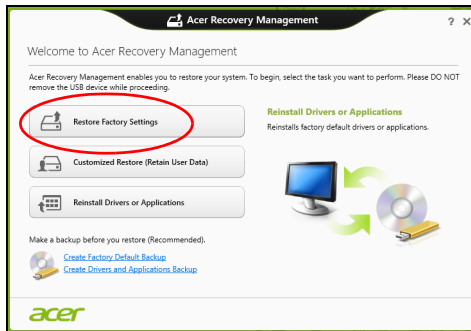 Acer Recovery Management
? X
Welcome to Acer Recovery Management
Acer Recovery Management enables you to restore your system. To begin, select the task you want to perform. Please DO NOT
remove the USB device while proceeding.
Restore Factory Settings
Customized Restore (Retain User Data)
Reinstall Drivers or Applications
Reinstall Drivers or Applications
Reinstalls factory default drivers or applications.
Make a backup before you restore (Recommended).
Create Factory Default Backup
Create Drivers and Applications Backup
acer